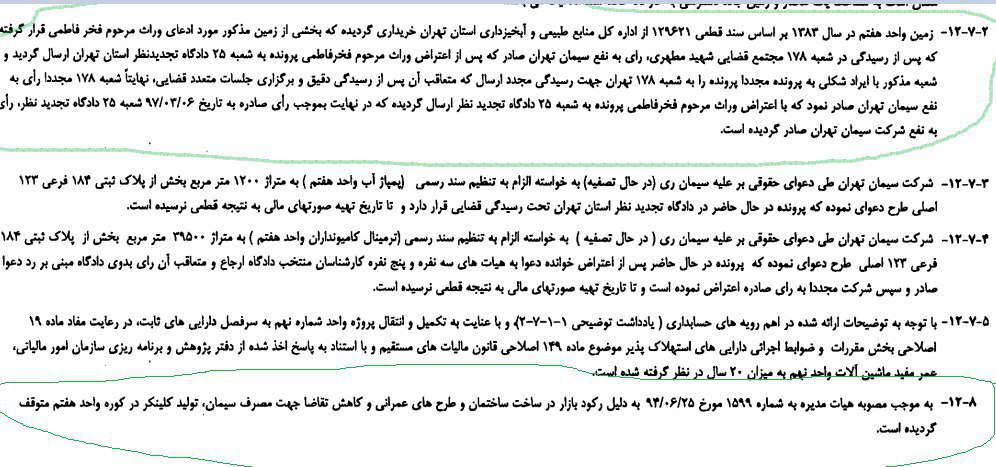 ۱۲-۷-۲- زمین واحد هفتم در سال ۱۳۸۳ بر اساس سند قطعی ۱۲۹۶۲۱ از اداره کل منابع طبیعی و آبخیزداری استان تهران خریداری گردیده که بخشی از زمین مذکور مورد ادعای وراث مرحوم فخر فاطمی قرار گرفته
که پس از رسیدگی در شعبه ۱۷۸ مجتمع قضایی شهید مطهری، رای به نفع سیمان تهران صادر که پس از اعتراض وراث مرحوم فخرفاطمی پرونده به شعبه ۲۵ دادگاه تجدیدنظر استان تهران ارسال گردید و
شعبه مذکور با ایراد شکلی به پرونده مجددا پرونده را به شعبه ۱۷۸ تهران جهت رسیدگی مجدد ارسال که متعاقب آن پس از رسیدگی دقیق و برگزاری جلسات متعدد قضایی، نهایتاً شعبه ۱۷۸ مجددا رأی به
نفع سیمان تهران صادر نمود که با اعتراض وراث مرحوم فخرفاطمی پرونده به شعبه ۲۵ دادگاه تجدید نظر ارسال گردیده که در نهایت بموجب رأی صادره به تاریخ ۹۷/۰۳/۰۶ شعبه ۲۵ دادگاه تجدید نظر، رأی
به نفع شرکت سیمان تهران صادر گردیده است.
۱۲-۷-۳- شرکت سیمان تهران طی دعوای حقوقی بر علیه سیمان ری (در حال تصفیه) به خواسته الزام به تنظیم سند رسمی (پمپاژ آب واحد هفتم ) به متراژ ۱۲۰۰ متر مربع بخش از پلاک ثبتی ۱۸۴ فرعی ۱۲۳
اصلی طرح دعوای نموده که پرونده در حال حاضر در دادگاه تجدید نظر استان تهران تحت رسیدگی قضایی قرار دارد و تا تاریخ تهیه صورتهای مالی به نتیجه قطعی نرسیده است.
۱۲-۷-۴- شرکت سیمان تهران طی دعوای حقوقی بر علیه سیمان ری ( در حال تصفیه ) به خواسته الزام به تنظیم سند رسمی (ترمینال کامیونداران واحد هفتم ) به متراژ ۳۹۵۰۰ متر مربع بخش از پلاک ثبتی ۱۸۴
فرعی ۱۲۳ اصلی طرح دعوای نموده که پرونده در حال حاضر پس از اعتراض خوانده دعوا به هیات های سه نفره و پنج نفره کارشناسان منتخب دادگاه ارجاع و متعاقب آن رای بدوی دادگاه مبنی بر رد دعوا
صادر و سپس شرکت مجددا به رای صادره اعتراض نموده است و تا تاریخ تهیه صورتهای مالی به نتیجه قطعی نرسیده است.
۱۲-۷-۵- با توجه به توضیحات ارائه شده در اهم رویه های حسابداری ( یادداشت توضیحی ۱-۱-۷-۲)، و با عنایت به تکمیل و انتقال پروژه واحد شماره نهم به سرفصل دارایی های ثابت، در رعایت مفاد ماده ۱۹
اصلاحی بخش مقررات و ضوابط اجرائی دارایی های استهلاک پذیر موضوع ماده ۱۴۹ اصلاحی قانون مالیات های مستقیم و با استناد به پاسخ اخذ شده از دفتر پژوهش و برنامه ریزی سازمان امور مالیاتی،
عمر مفید ماشین آلات واحد نهم به میزان ۲۰ سال در نظر گرفته شده است.
۱۲-۸- به موجب مصوبه هیات مدیره به شماره ۱۵۹۹ مورخ ۹۴/۰۶/۲۵ به دلیل رکود بازار در ساخت ساختمان و طرح های عمرانی و کاهش تقاضا جهت مصرف سیمان، تولید کلینکر در کوره واحد هفتم متوقف
گردیده است.